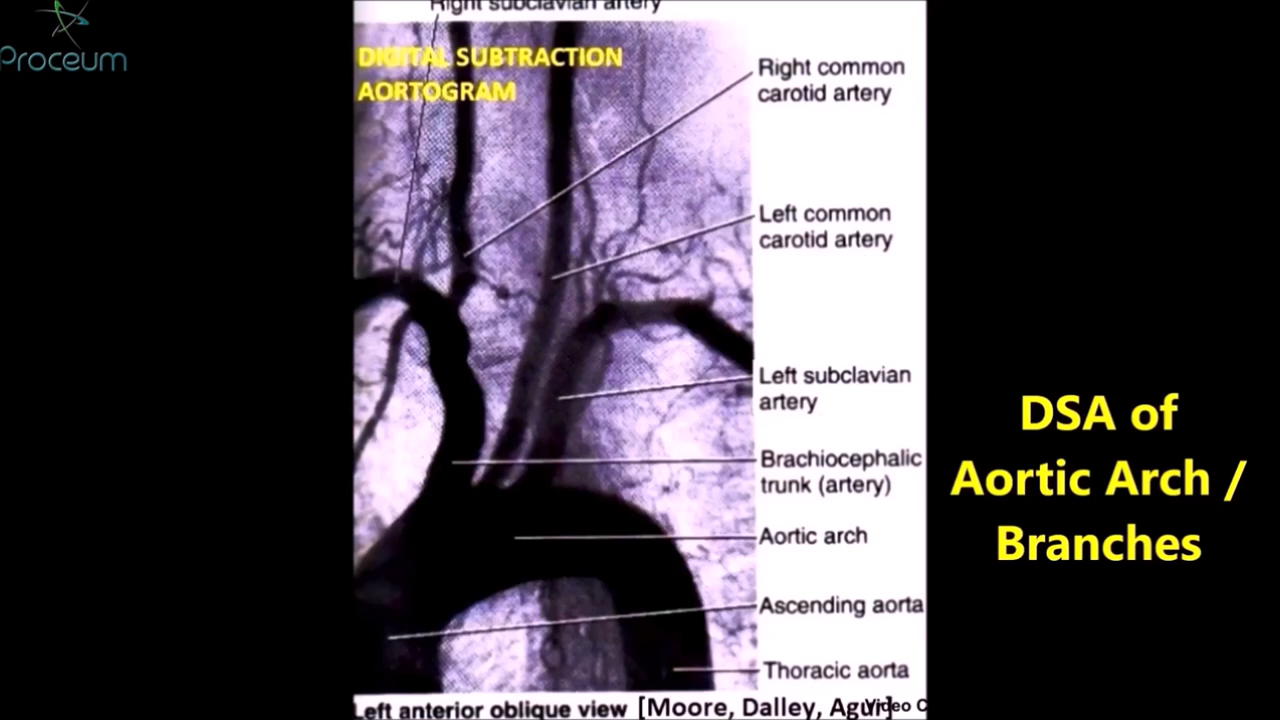 Right subclavian artery
Proceum
DIGITAL SUBTRACTION
AORTOGRAM
Right common
carotid artery
Left common
carotid artery
Left subclavian
artery
Brachiocephalic
trunk (artery)
Aortic arch
Ascending aorta
Thoracic aorta
DSA of
Aortic Arch /
Branches
Left anterior oblique view [Moore, Dalley, Agur]
Video C